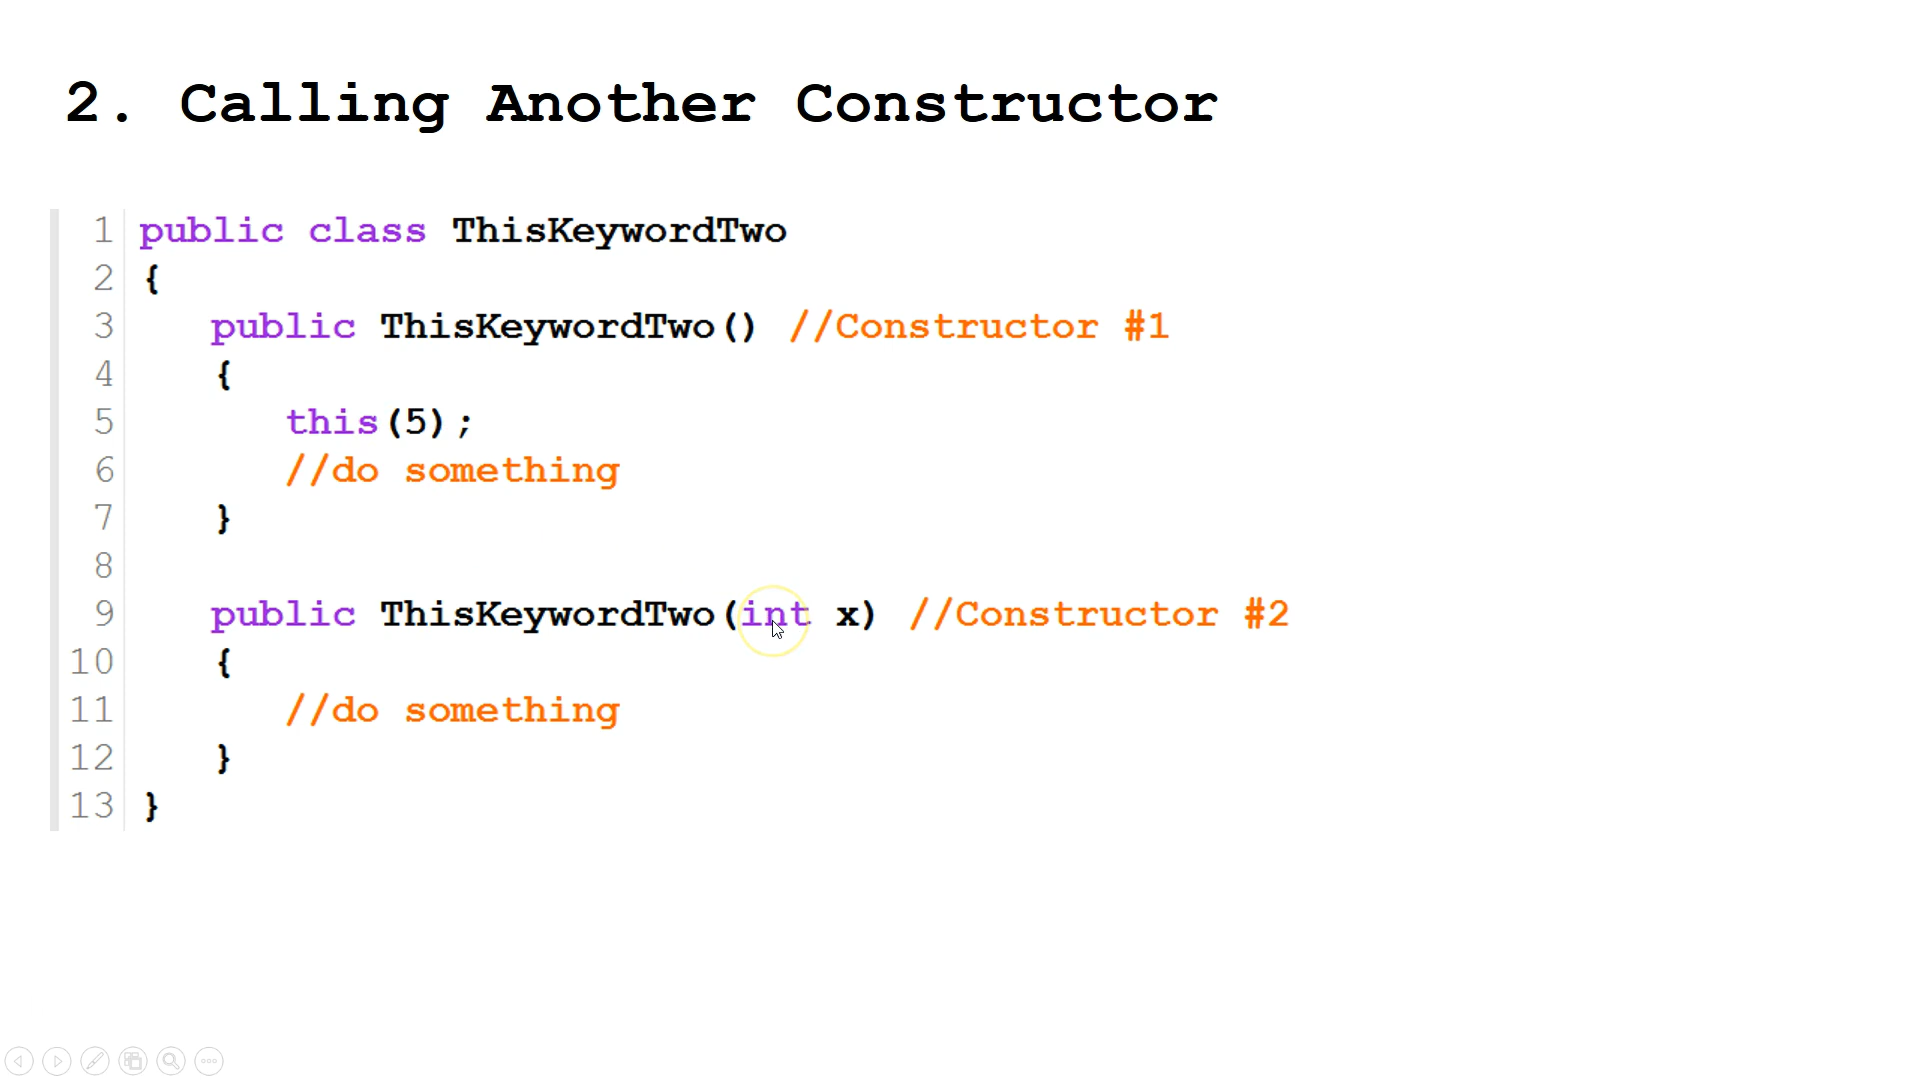 2. Calling Another Constructor
1 public class ThisKeywordTwo
2 {
3 public ThisKeywordTwo() //Constructor #1
4 {
5 this(5);
6 //do something
7 }
8
9 public ThisKeywordTwo(int x) //Constructor #2
10 {
11 //do something
12 }
13 }